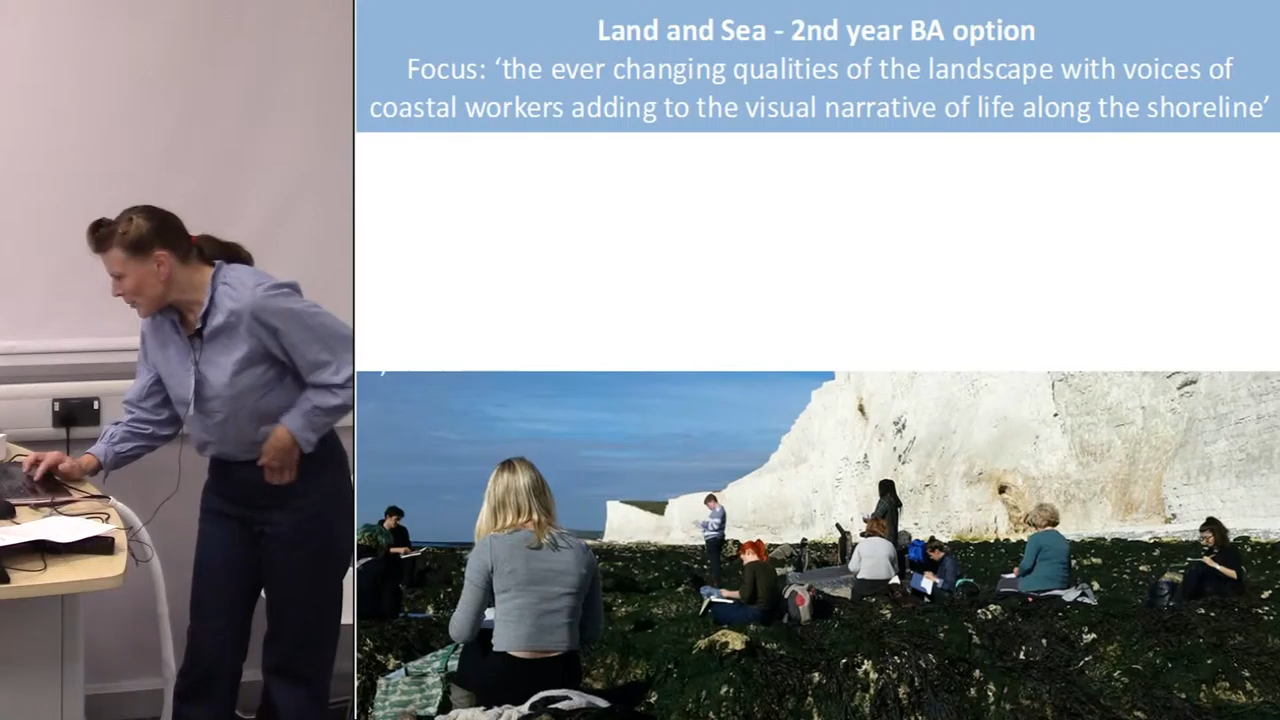 Land and Sea - 2nd year BA option
Focus: ‘the ever changing qualities of the landscape with voices of
coastal workers adding to the visual narrative of life along the shoreline’